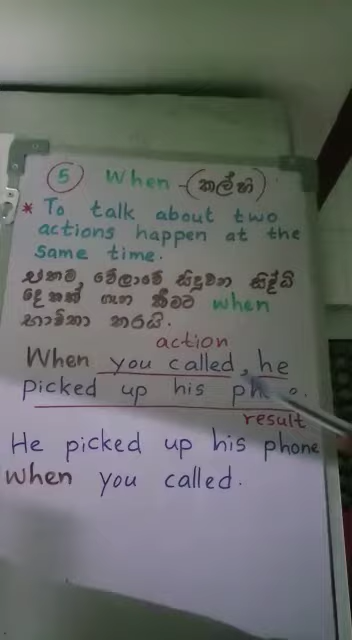 5 When - (කල්හි)
* To talk about two
actions happen at the
same time.
එකම වේලාවේ සිදුවන සිද්ධි
දෙකක් ගැන කීමට when
භාවිතා කරයි.
action
When you called, he
picked up his
result
He picked up his phone
when you called.